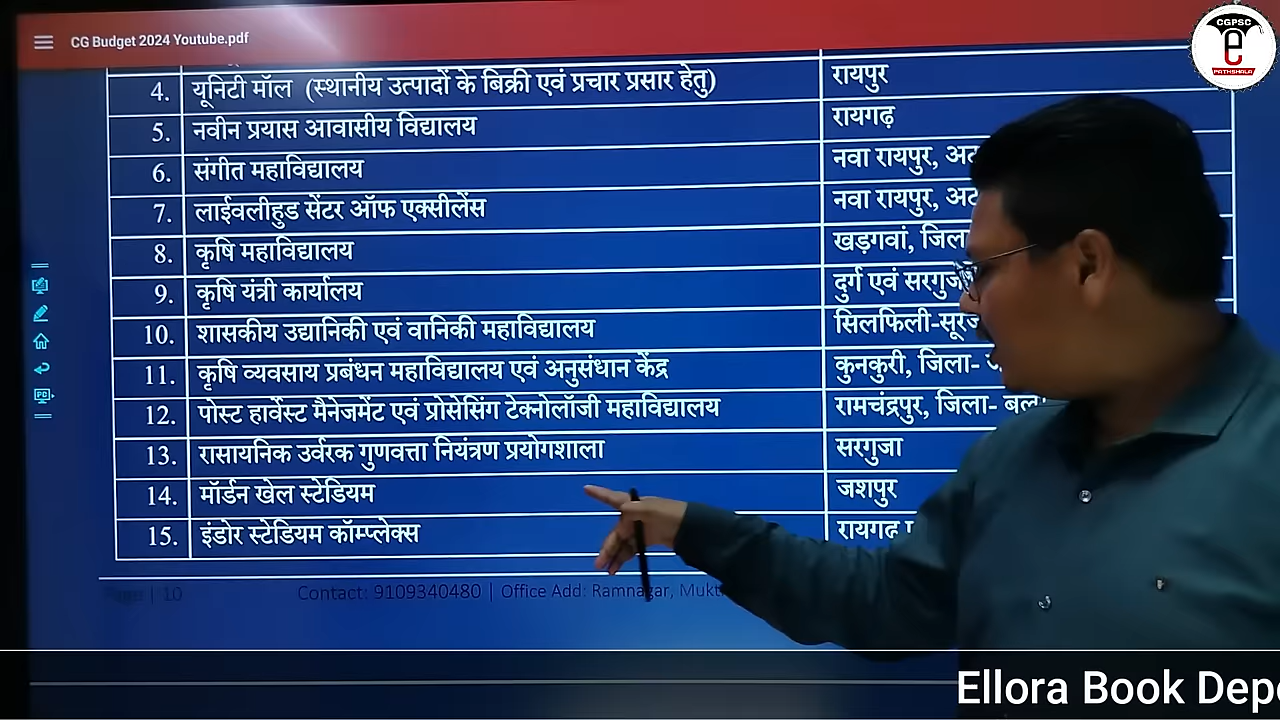 CG Budget 2024 Youtube.pdf
CGPSC
e
PATHSHALA
4. यूनिटी मॉल (स्थानीय उत्पादों के बिक्री एवं प्रचार प्रसार हेतु) रायपुर
5. नवीन प्रयास आवासीय विद्यालय रायगढ़
6. संगीत महाविद्यालय नवा रायपुर,
7. लाईवलीहुड सेंटर ऑफ एक्सीलेंस नवा रायपुर,
8. कृषि महाविद्यालय खड़गवां,
9. कृषि यंत्री कार्यालय दुर्ग एवं
10. शासकीय उद्यानिकी एवं वानिकी महाविद्यालय सिलफिली-
11. कृषि व्यवसाय प्रबंधन महाविद्यालय एवं अनुसंधान केंद्र कुनकुरी, जिला-
12. पोस्ट हार्वेस्ट मैनेजमेंट एवं प्रोसेसिंग टेक्नोलॉजी महाविद्यालय रामचंद्रपुर, जिला-
13. रासायनिक उर्वरक गुणवत्ता नियंत्रण प्रयोगशाला सरगुजा
14. मॉर्डन खेल स्टेडियम जशपुर
15. इंडोर स्टेडियम कॉम्प्लेक्स रायगढ़
Page | 10 Contact: 9109340480 | Office Add: Ramnagar,
Ellora Book